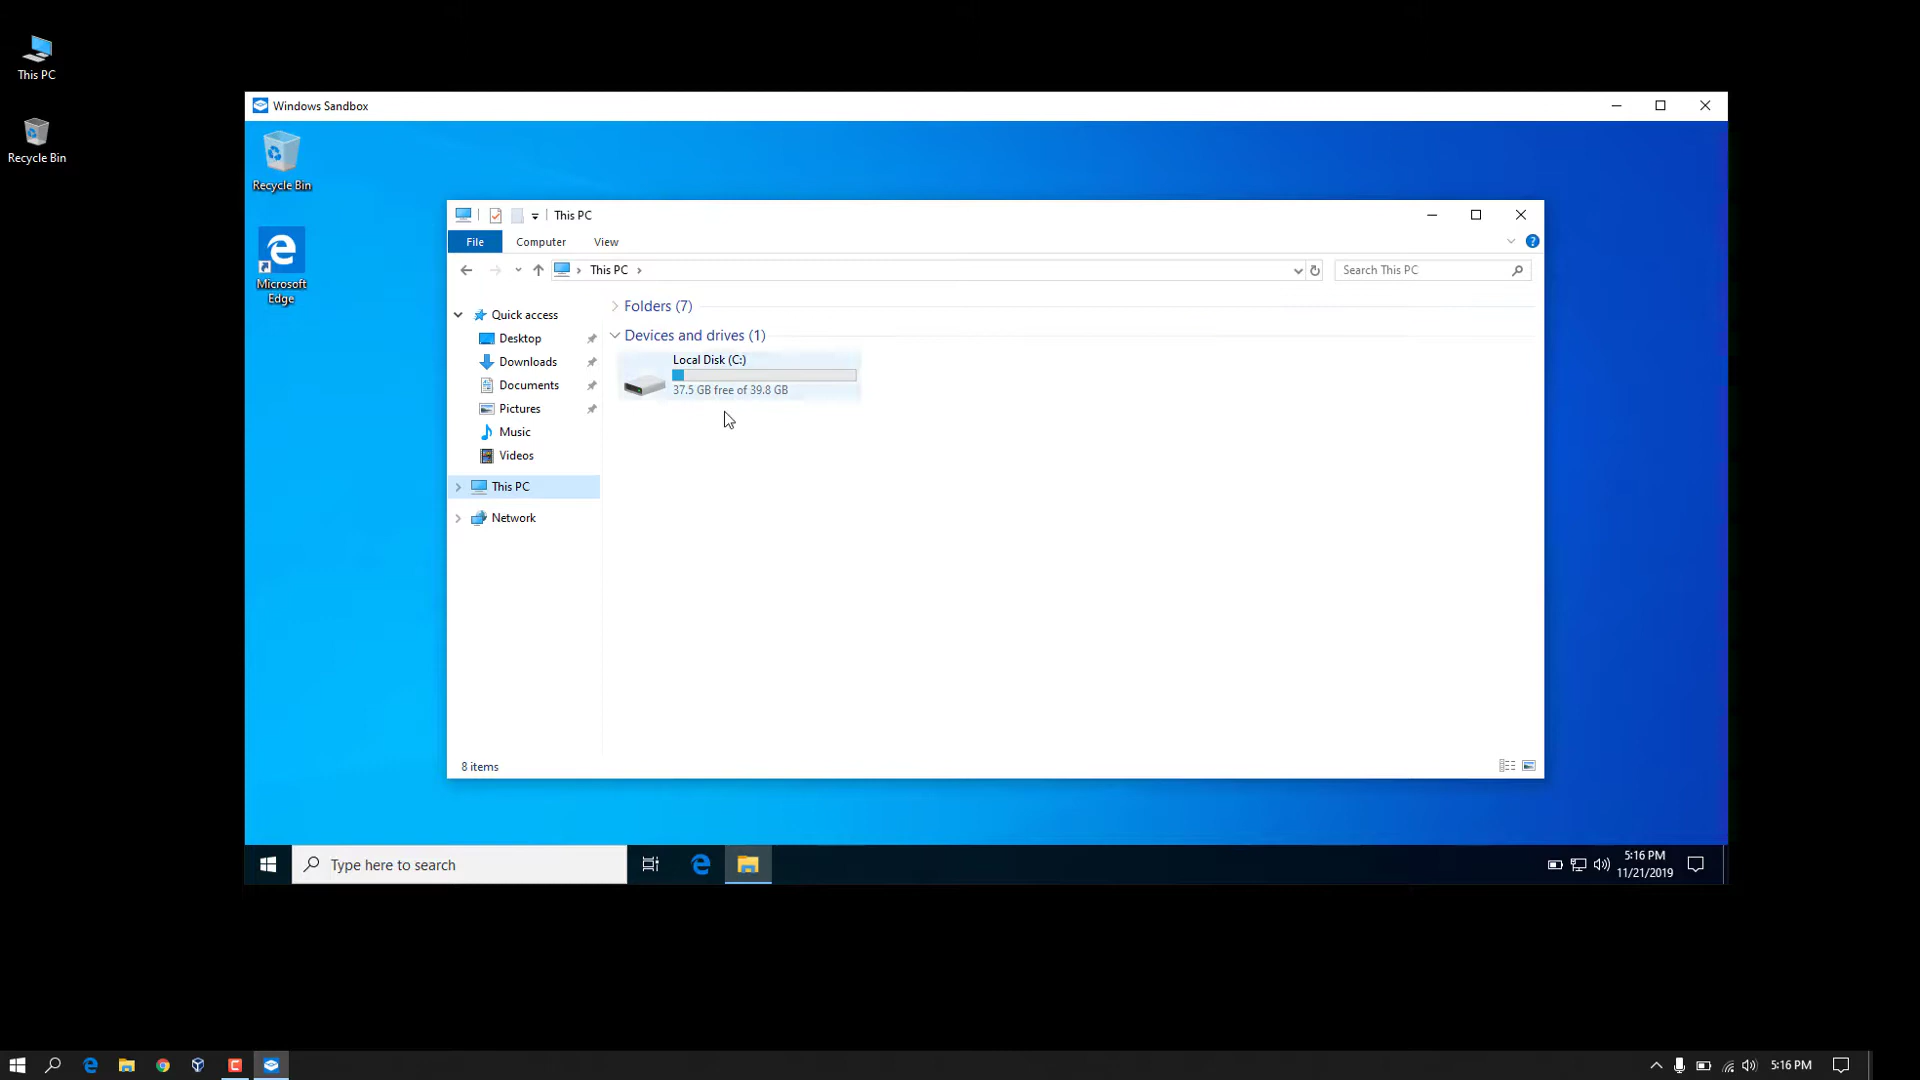 This PC
Recycle Bin
Windows Sandbox
Recycle Bin
Microsoft
Edge
This PC
File Computer View
This PC
Search This PC
Quick access
Desktop
Downloads
Documents
Pictures
Music
Videos
This PC
Network
Folders (7)
Devices and drives (1)
Local Disk (C:)
37.5 GB free of 39.8 GB
8 items
Type here to search
5:16 PM
11/21/2019
5:16 PM